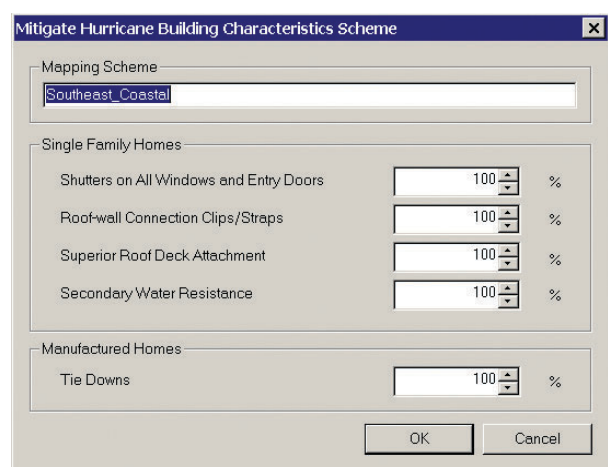 Mitigate Hurricane Building Characteristics Scheme
Mapping Scheme
Southeast_Coastal
Single Family Homes
Shutters on All Windows and Entry Doors 100 %
Roof-wall Connection Clips/Straps 100 %
Superior Roof Deck Attachment 100 %
Secondary Water Resistance 100 %
Manufactured Homes
Tie Downs 100 %
OK Cancel